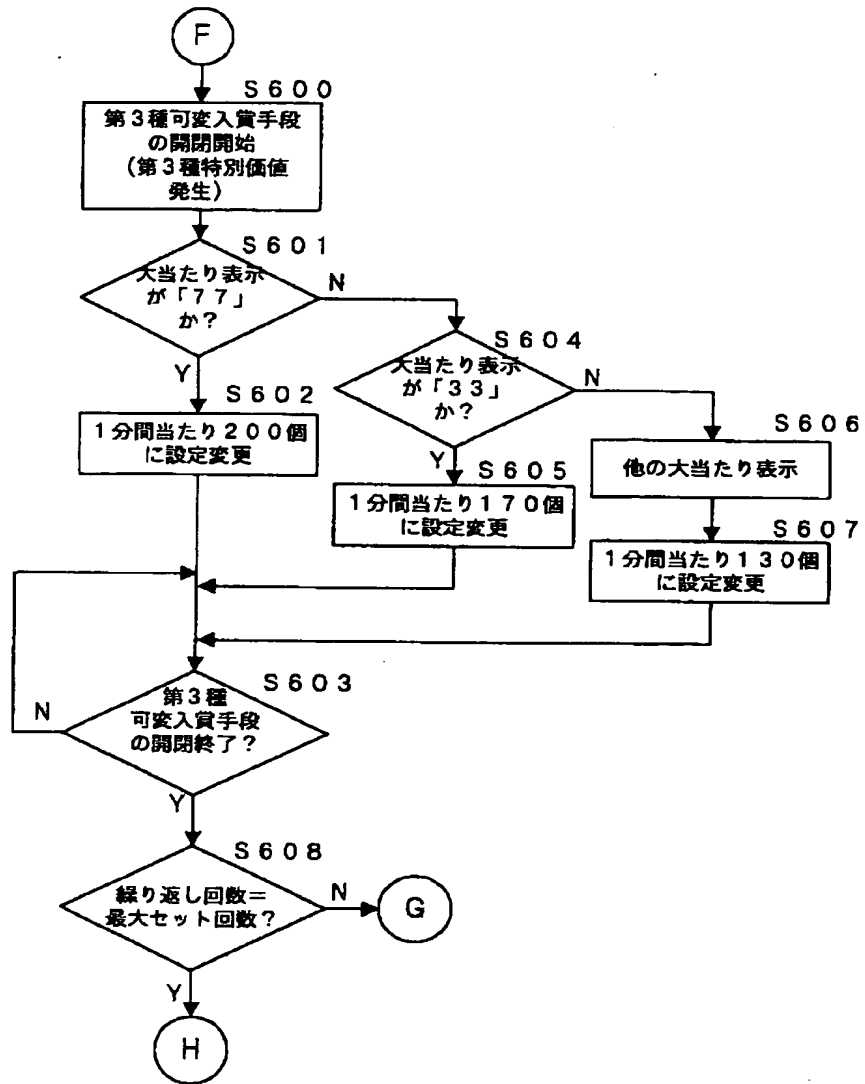 F
S600
第3種可変入賞手段
の開閉開始
(第3種特別価値
発生)
S601
大当たり表示
が「77」
か?
N
Y
S602
1分間当たり200個
に設定変更
S604
大当たり表示
が「33」
か?
N
Y
S605
1分間当たり170個
に設定変更
S606
他の大当たり表示
S607
1分間当たり130個
に設定変更
S603
第3種
可変入賞手段
の開閉終了?
N
Y
S608
繰り返し回数=
最大セット回数?
N
G
Y
H